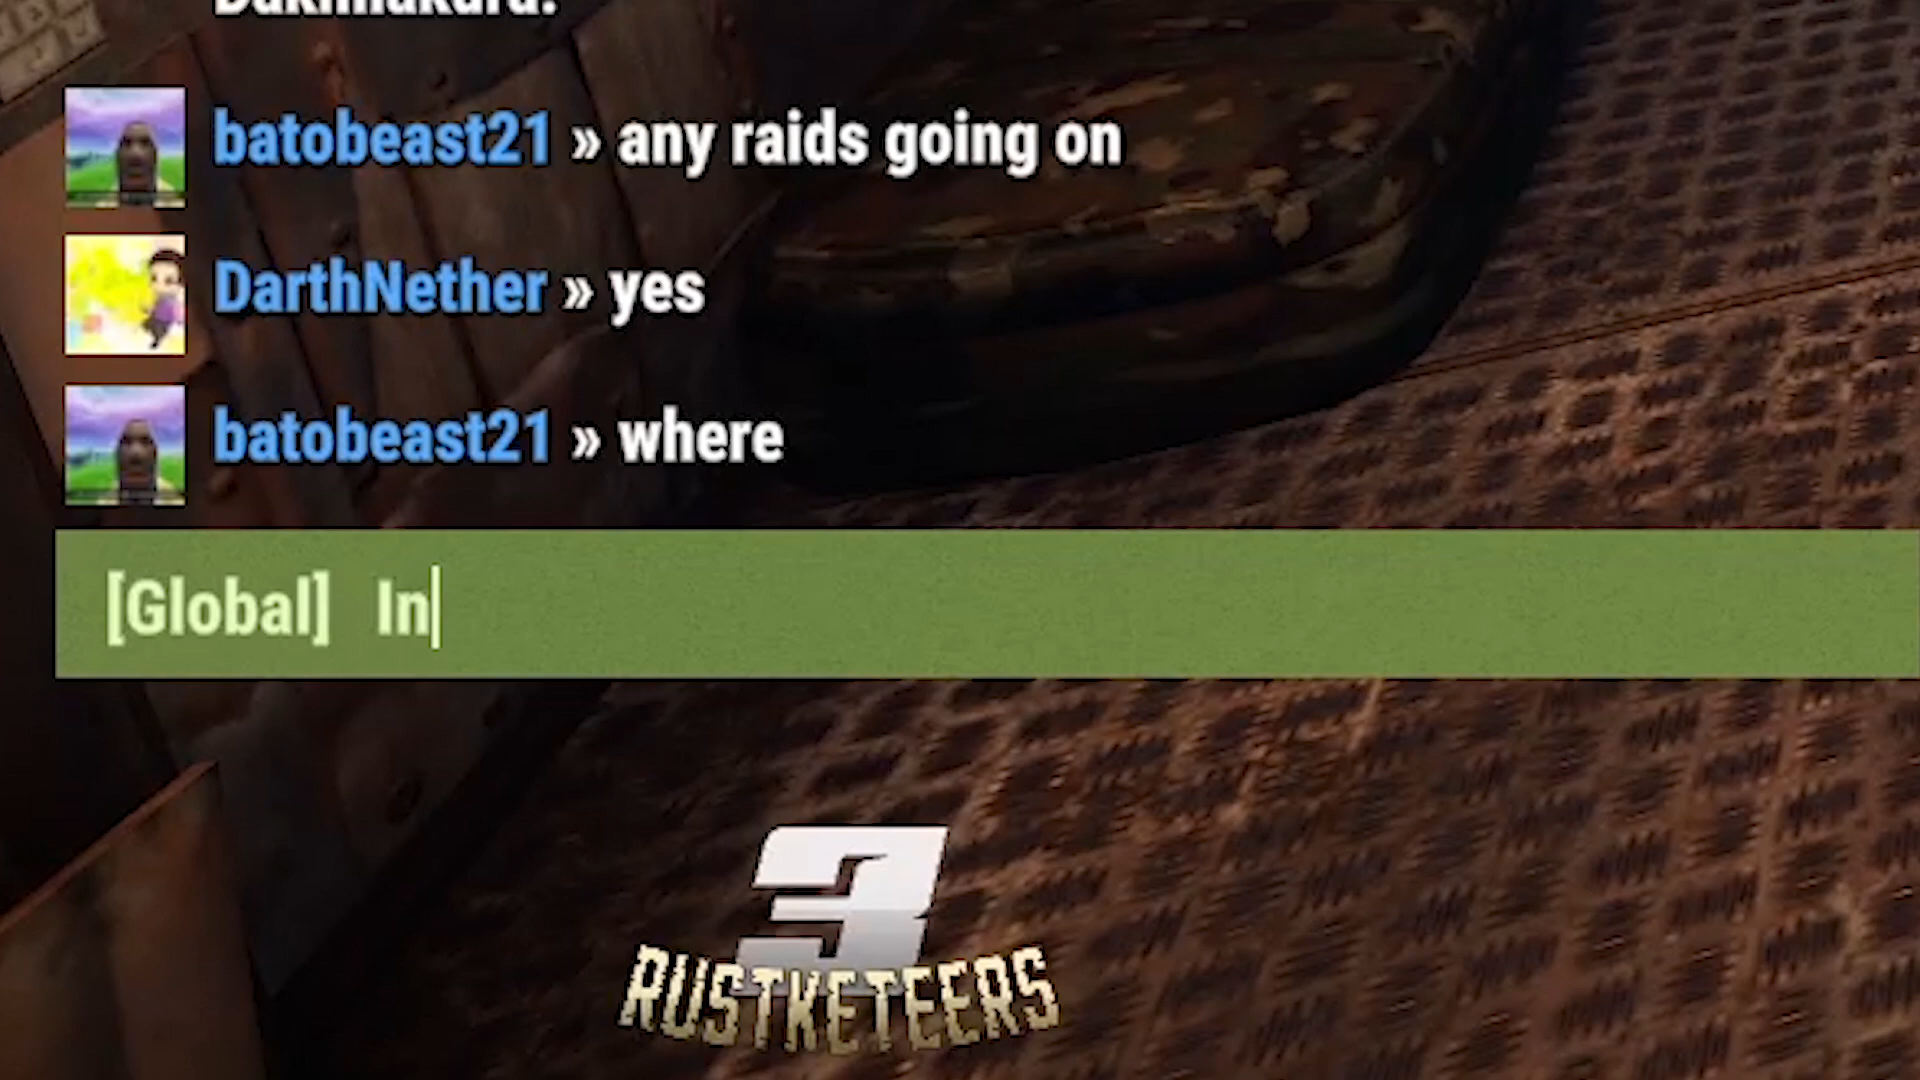 batobeast21 » any raids going on
DarthNether » yes
batobeast21 » where
[Global] In
3
RUSTKETEERS